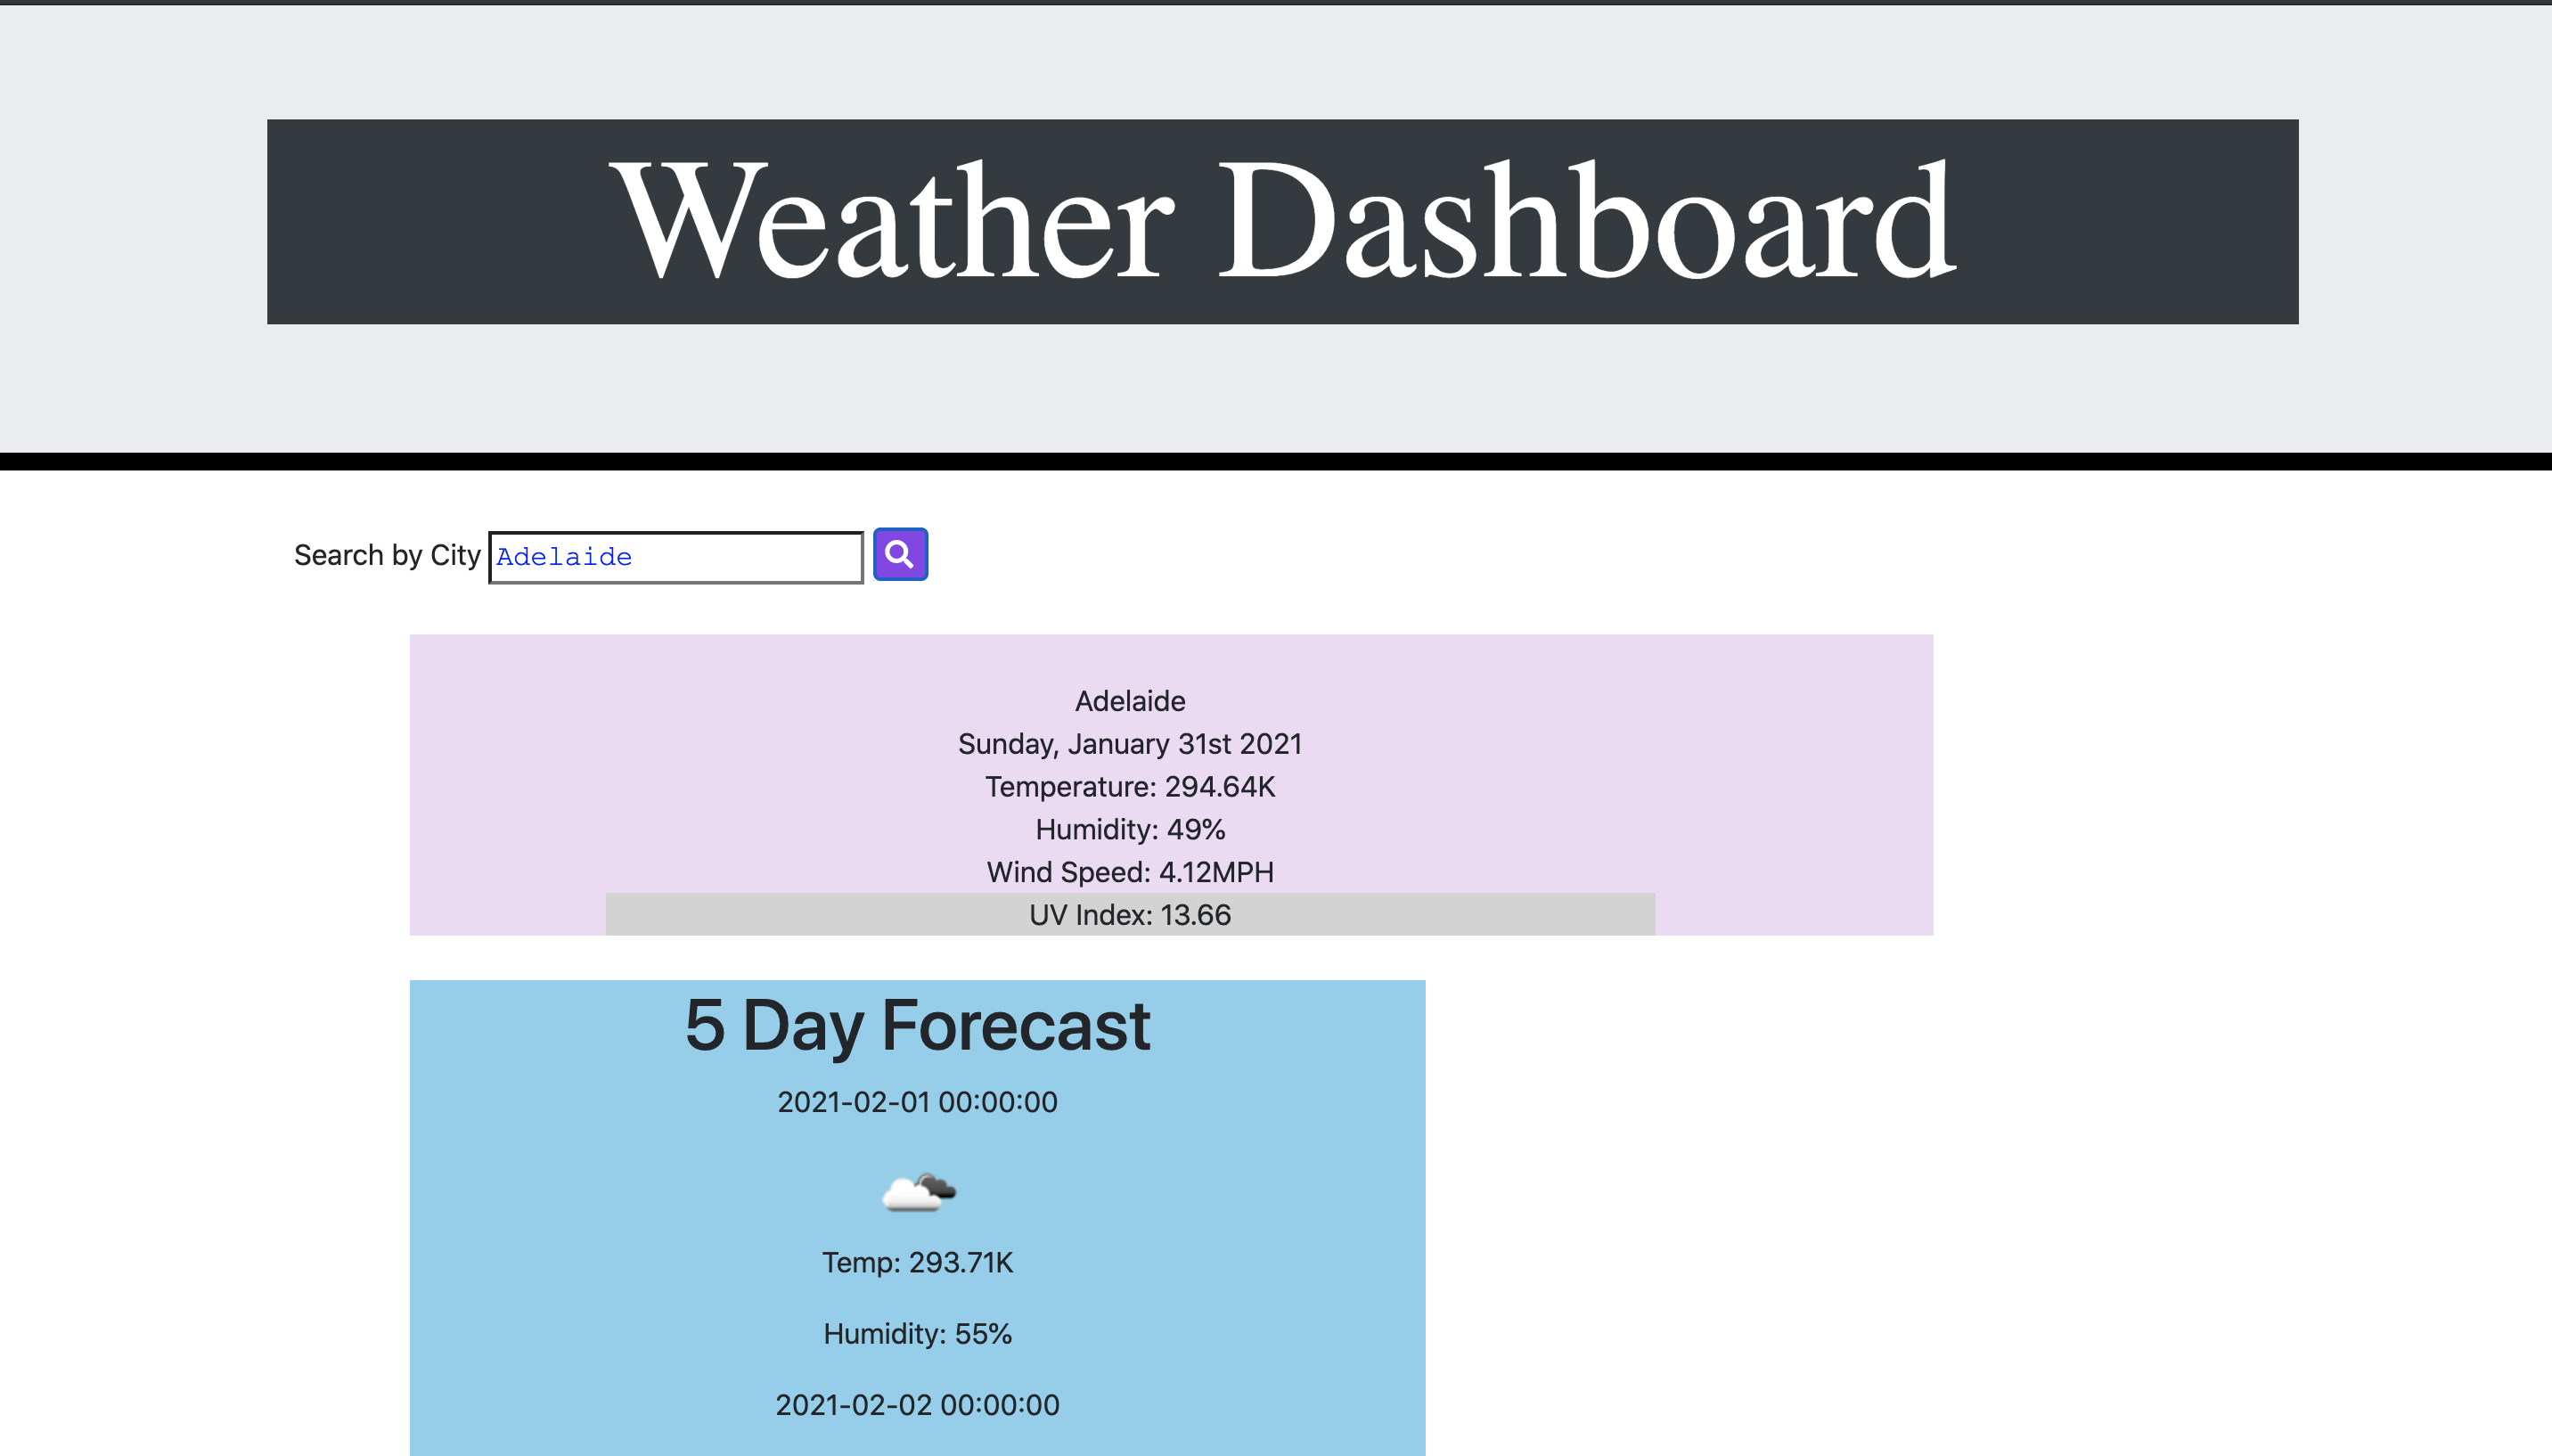 Weather Dashboard
Search by City Adelaide
Adelaide
Sunday, January 31st 2021
Temperature: 294.64K
Humidity: 49%
Wind Speed: 4.12MPH
UV Index: 13.66
5 Day Forecast
2021-02-01 00:00:00
Temp: 293.71K
Humidity: 55%
2021-02-02 00:00:00